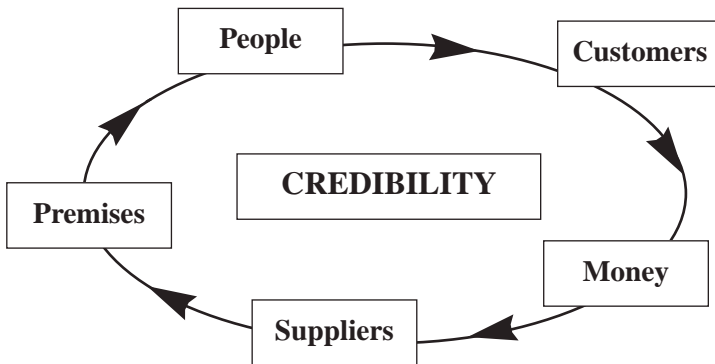 People
Customers
CREDIBILITY
Premises
Money
Suppliers